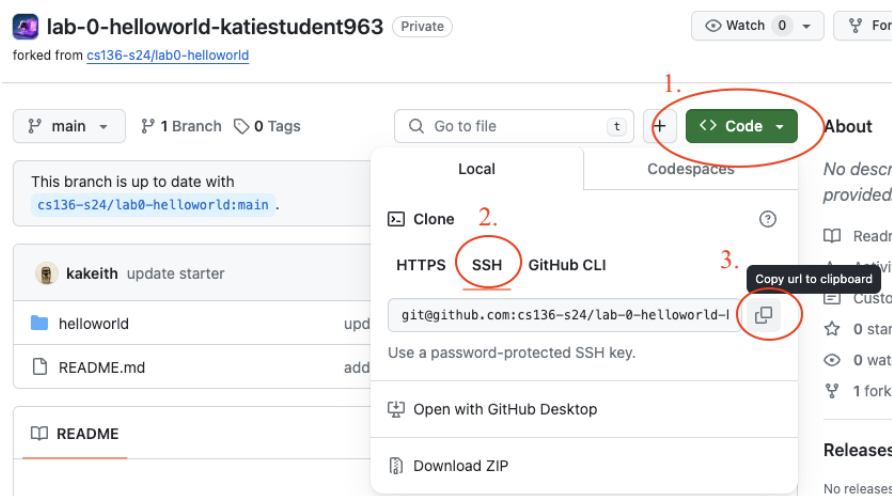 lab-0-helloworld-katiestudent963 Private
Watch 0
forked from cs136-s24/lab0-helloworld
1.
main 1 Branch 0 Tags
Go to file t + <> Code
About
This branch is up to date with
cs136-s24/lab0-helloworld:main .
Local Codespaces
No descr
provided.
Clone 2.
HTTPS SSH GitHub CLI
3.
Copy url to clipboard
git@github.com:cs136-s24/lab-0-helloworld-
Use a password-protected SSH key.
kakeith update starter
helloworld upd
README.md add
README
Open with GitHub Desktop
Download ZIP
Readm
Custo
0 star
0 wat
1 fork
Releases
No releases